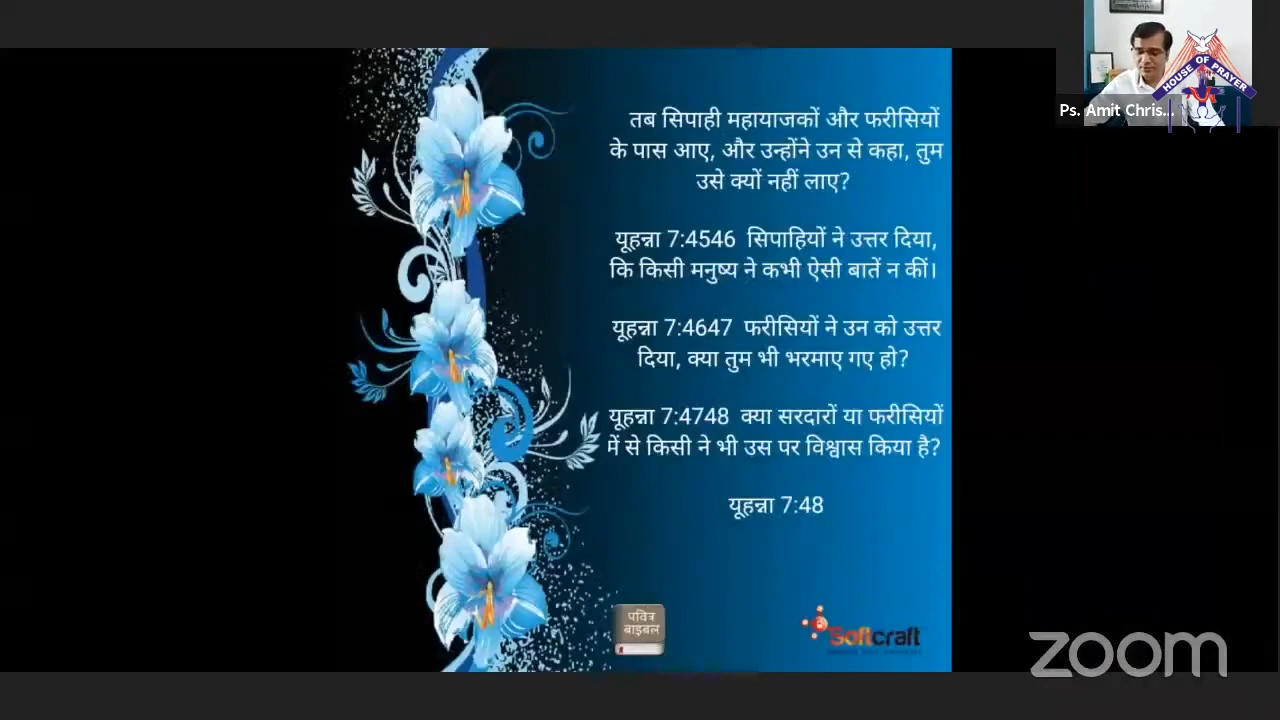 HOUSE OF PRAYER
Ps. Amit Chris...
तब सिपाही महायाजकों और फरीसियों
के पास आए, और उन्होंने उन से कहा, तुम
उसे क्यों नहीं लाए?
यूहन्ना 7:4546 सिपाहियों ने उत्तर दिया,
कि किसी मनुष्य ने कभी ऐसी बातें न कीं।
यूहन्ना 7:4647 फरीसियों ने उन को उत्तर
दिया, क्या तुम भी भरमाए गए हो?
यूहन्ना 7:4748 क्या सरदारों या फरीसियों
में से किसी ने भी उस पर विश्वास किया है?
यूहन्ना 7:48
पवित्र
बाइबल
Softcraft
zoom